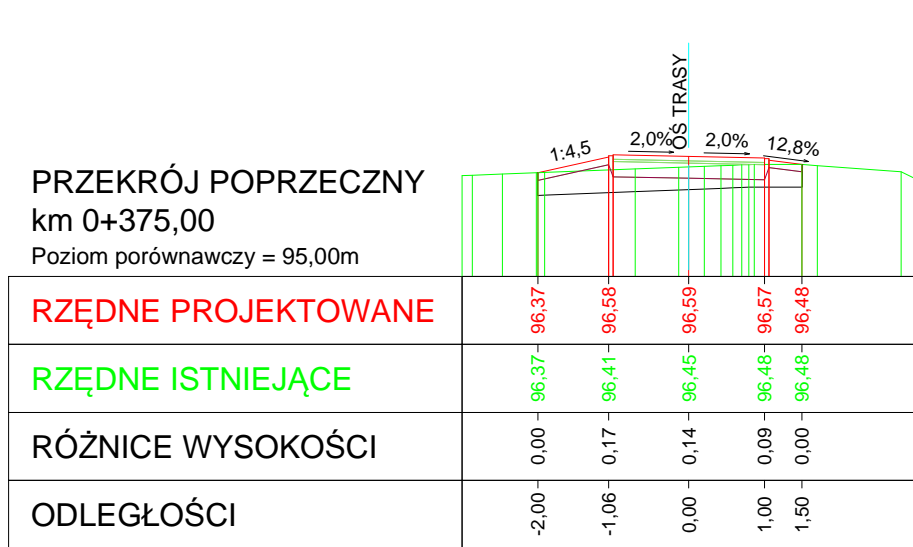 OŚ TRASY
1:4,5
2,0%
2,0%
12,8%
PRZEKRÓJ POPRZECZNY
km 0+375,00
Poziom porównawczy = 95,00m
RZĘDNE PROJEKTOWANE 96,37 96,58 96,59 96,57 96,48
RZĘDNE ISTNIEJĄCE 96,37 96,41 96,45 96,48 96,48
RÓŻNICE WYSOKOŚCI 0,00 0,17 0,14 0,09 0,00
ODLEGŁOŚCI -2,00 -1,06 0,00 1,00 1,50